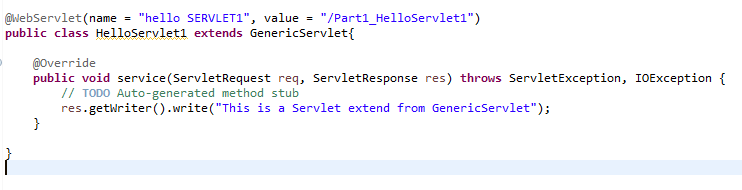 @WebServlet(name = "hello SERVLET1", value = "/Part1_HelloServlet1")
public class HelloServlet1 extends GenericServlet{
@Override
public void service(ServletRequest req, ServletResponse res) throws ServletException, IOException {
// TODO Auto-generated method stub
res.getWriter().write("This is a Servlet extend from GenericServlet");
}
}